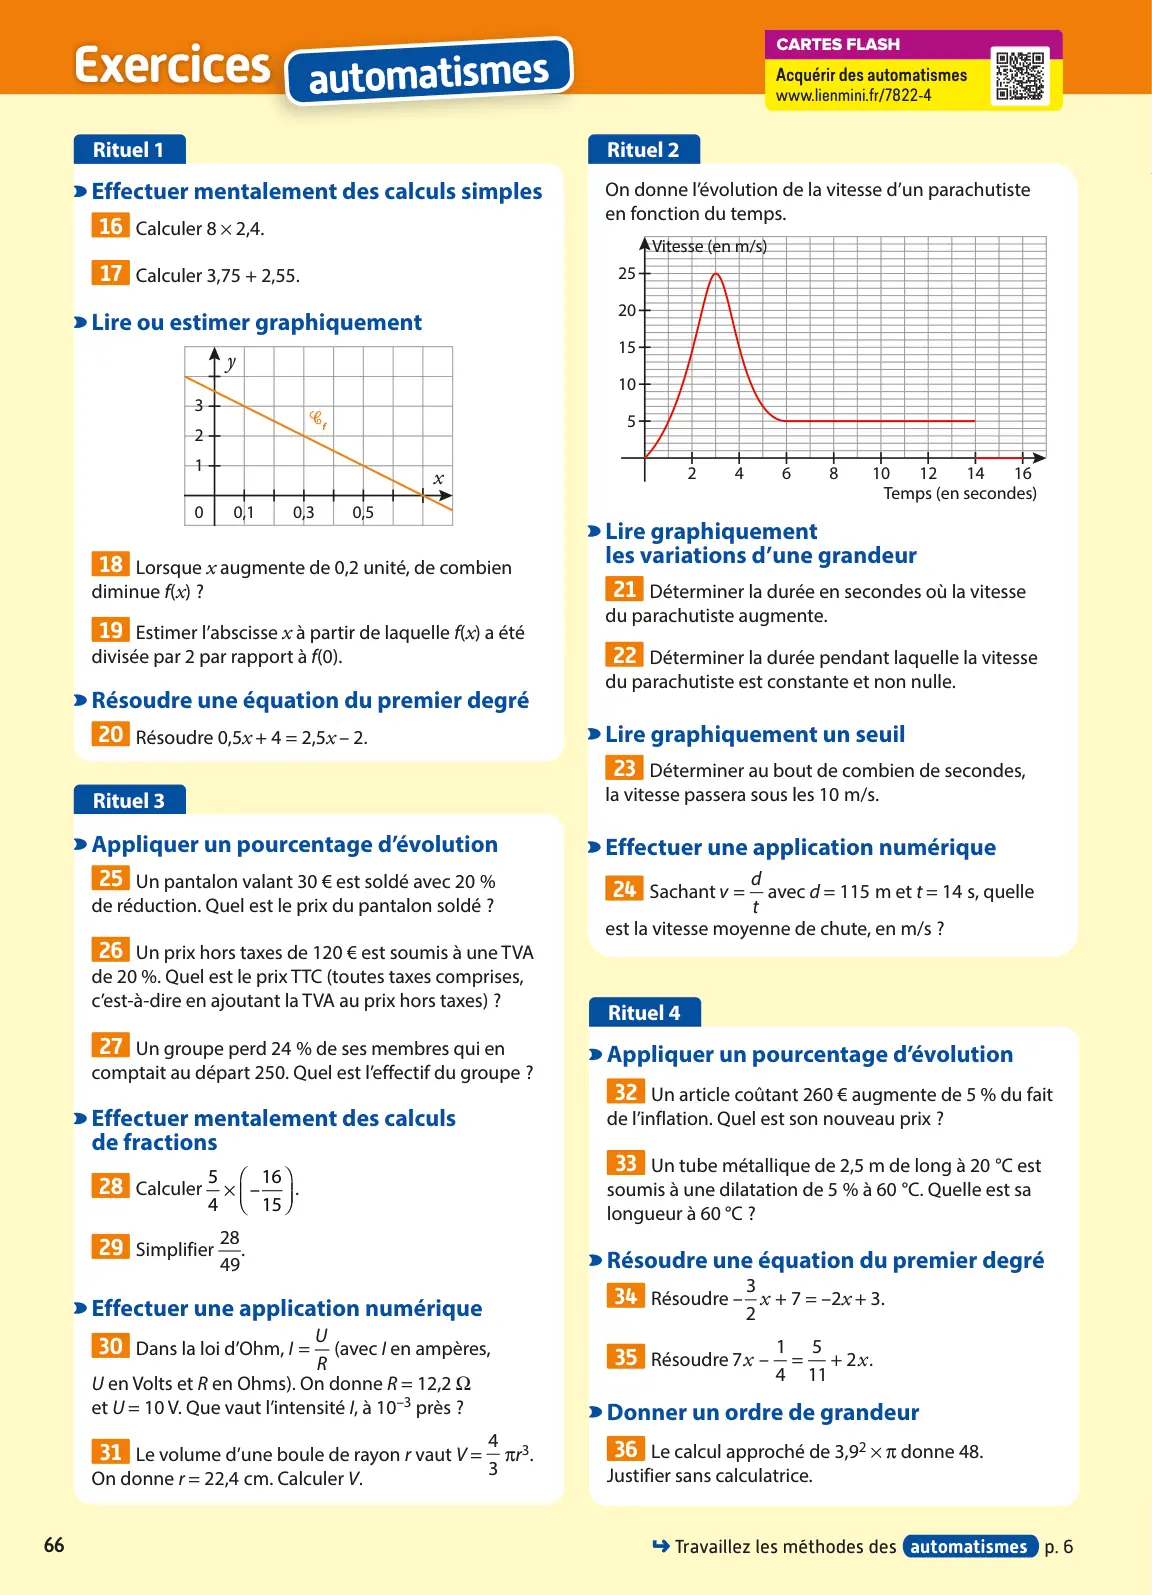 Exercices automatismes
CARTES FLASH
Acquérir des automatismes
www.lienmini.fr/7822-4
Rituel 1
Effectuer mentalement des calculs simples
16 Calculer 8 × 2,4.
17 Calculer 3,75 + 2,55.
Lire ou estimer graphiquement
y
3
2
1
𝒞f
x
0 0,1 0,3 0,5
18 Lorsque x augmente de 0,2 unité, de combien
diminue f(x) ?
19 Estimer l’abscisse x à partir de laquelle f(x) a été
divisée par 2 par rapport à f(0).
Résoudre une équation du premier degré
20 Résoudre 0,5x + 4 = 2,5x – 2.
Rituel 2
On donne l’évolution de la vitesse d’un parachutiste
en fonction du temps.
Vitesse (en m/s)
25
20
15
10
5
2 4 6 8 10 12 14 16
Temps (en secondes)
Lire graphiquement
les variations d’une grandeur
21 Déterminer la durée en secondes où la vitesse
du parachutiste augmente.
22 Déterminer la durée pendant laquelle la vitesse
du parachutiste est constante et non nulle.
Lire graphiquement un seuil
23 Déterminer au bout de combien de secondes,
la vitesse passera sous les 10 m/s.
Effectuer une application numérique
24 Sachant v = d/t avec d = 115 m et t = 14 s, quelle
est la vitesse moyenne de chute, en m/s ?
Rituel 3
Appliquer un pourcentage d’évolution
25 Un pantalon valant 30 € est soldé avec 20 %
de réduction. Quel est le prix du pantalon soldé ?
26 Un prix hors taxes de 120 € est soumis à une TVA
de 20 %. Quel est le prix TTC (toutes taxes comprises,
c’est-à-dire en ajoutant la TVA au prix hors taxes) ?
27 Un groupe perd 24 % de ses membres qui en
comptait au départ 250. Quel est l’effectif du groupe ?
Effectuer mentalement des calculs
de fractions
28 Calculer 5/4 × (–16/15).
29 Simplifier 28/49.
Effectuer une application numérique
30 Dans la loi d’Ohm, I = U/R (avec I en ampères,
U en Volts et R en Ohms). On donne R = 12,2 Ω
et U = 10 V. Que vaut l’intensité I, à 10⁻³ près ?
31 Le volume d’une boule de rayon r vaut V = 4/3 πr³.
On donne r = 22,4 cm. Calculer V.
Rituel 4
Appliquer un pourcentage d’évolution
32 Un article coûtant 260 € augmente de 5 % du fait
de l’inflation. Quel est son nouveau prix ?
33 Un tube métallique de 2,5 m de long à 20 °C est
soumis à une dilatation de 5 % à 60 °C. Quelle est sa
longueur à 60 °C ?
Résoudre une équation du premier degré
34 Résoudre –3/2 x + 7 = –2x + 3.
35 Résoudre 7x – 1/4 = 5/11 + 2x.
Donner un ordre de grandeur
36 Le calcul approché de 3,9² × π donne 48.
Justifier sans calculatrice.
66
Travaillez les méthodes des automatismes p. 6